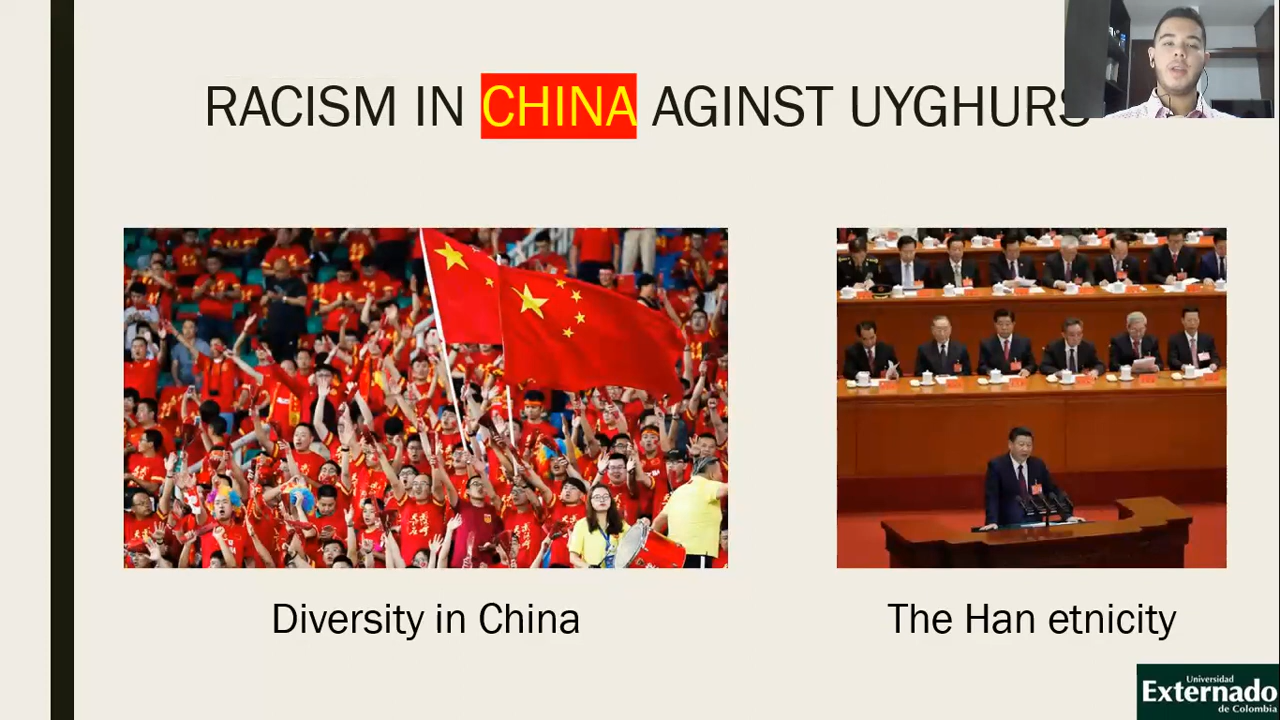 RACISM IN CHINA AGINST UYGHURS
Diversity in China
The Han etnicity
Universidad
Externado
de Colombia